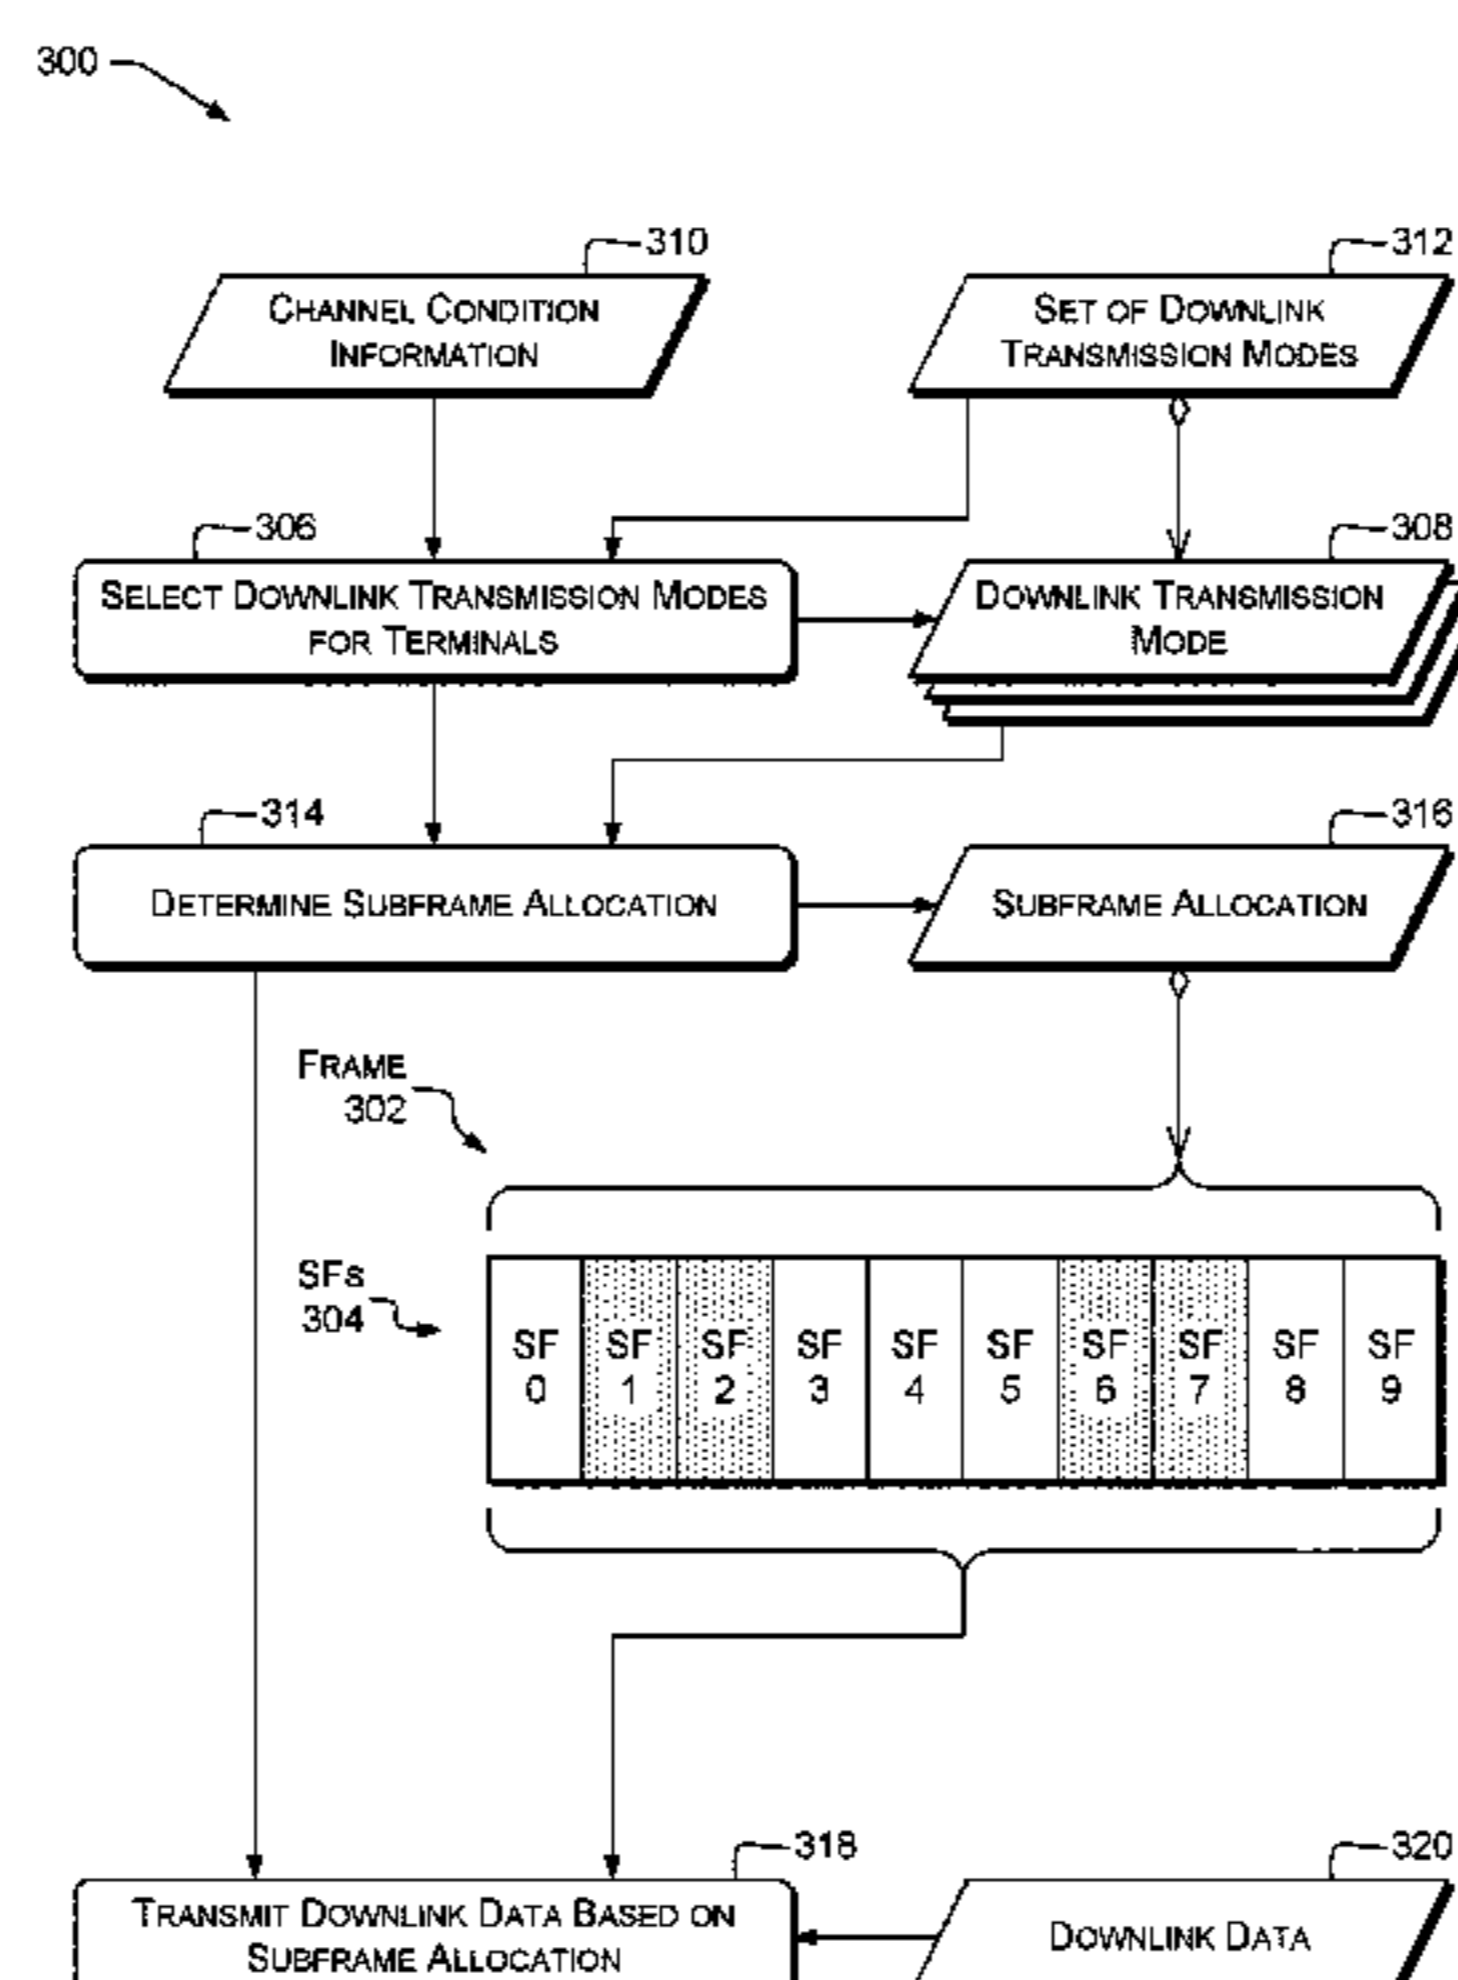 300
310
CHANNEL CONDITION
INFORMATION
312
SET OF DOWNLINK
TRANSMISSION MODES
306
SELECT DOWNLINK TRANSMISSION MODES
FOR TERMINALS
308
DOWNLINK TRANSMISSION
MODE
314
DETERMINE SUBFRAME ALLOCATION
316
SUBFRAME ALLOCATION
FRAME
302
SFs
304
SF 0
SF 1
SF 2
SF 3
SF 4
SF 5
SF 6
SF 7
SF 8
SF 9
318
TRANSMIT DOWNLINK DATA BASED ON
SUBFRAME ALLOCATION
320
DOWNLINK DATA